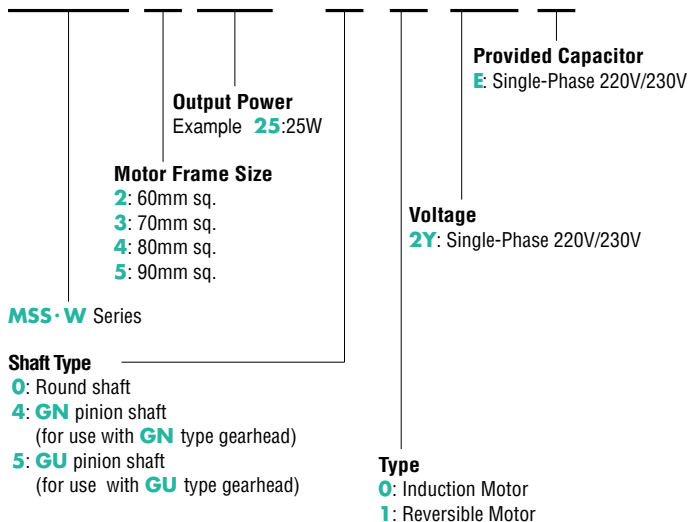 Provided Capacitor
E: Single-Phase 220V/230V
Output Power
Example 25:25W
Motor Frame Size
2: 60mm sq.
3: 70mm sq.
4: 80mm sq.
5: 90mm sq.
Voltage
2Y: Single-Phase 220V/230V
MSS·W Series
Shaft Type
0: Round shaft
4: GN pinion shaft
(for use with GN type gearhead)
5: GU pinion shaft
(for use with GU type gearhead)
Type
0: Induction Motor
1: Reversible Motor